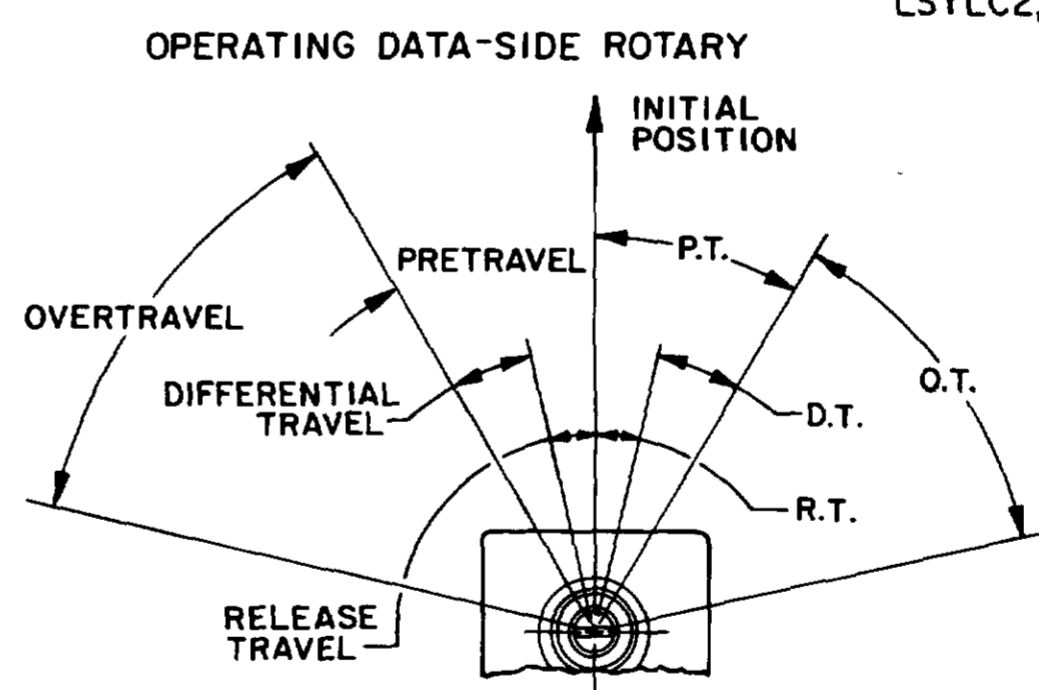 OPERATING DATA-SIDE ROTARY
INITIAL
POSITION
P.T.
PRETRAVEL
OVERTRAVEL
DIFFERENTIAL
TRAVEL
O.T.
D.T.
R.T.
RELEASE
TRAVEL